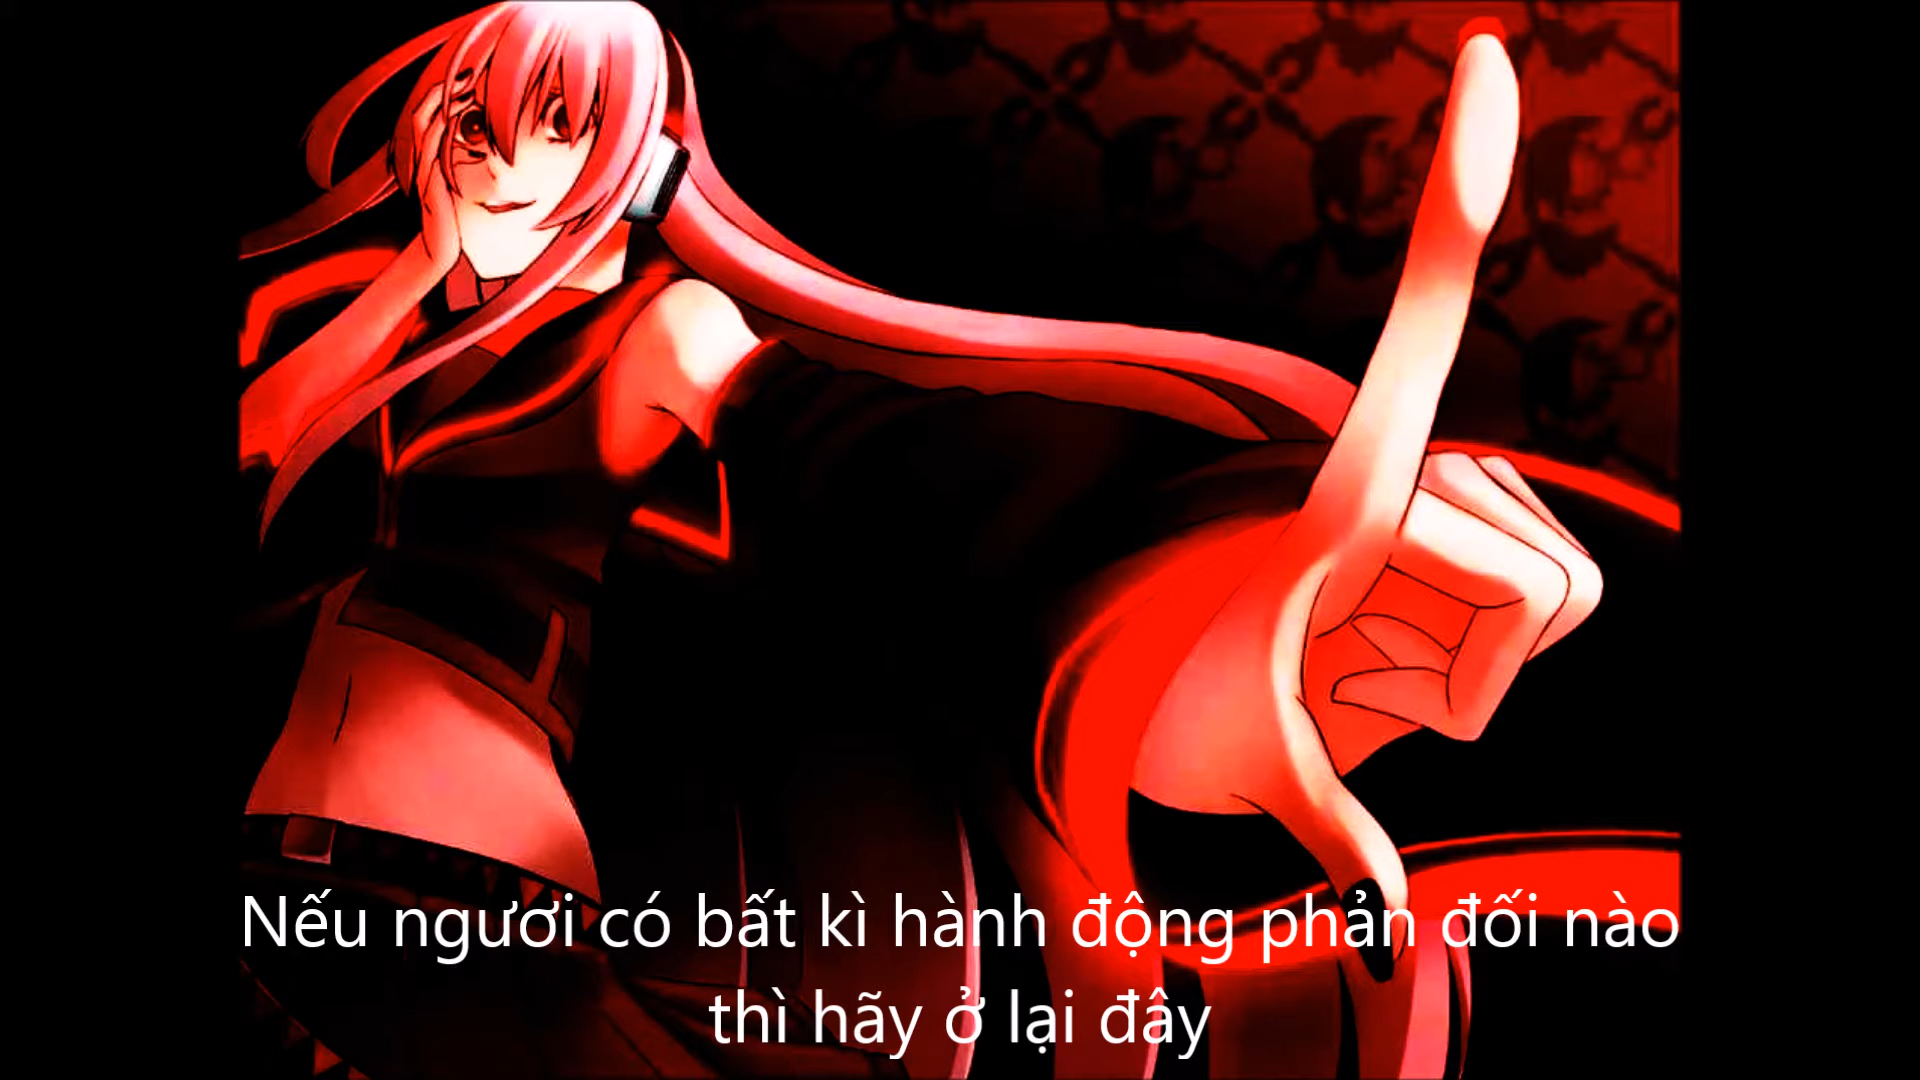 Nếu ngươi có bất kì hành động phản đối nào
thì hãy ở lại đây